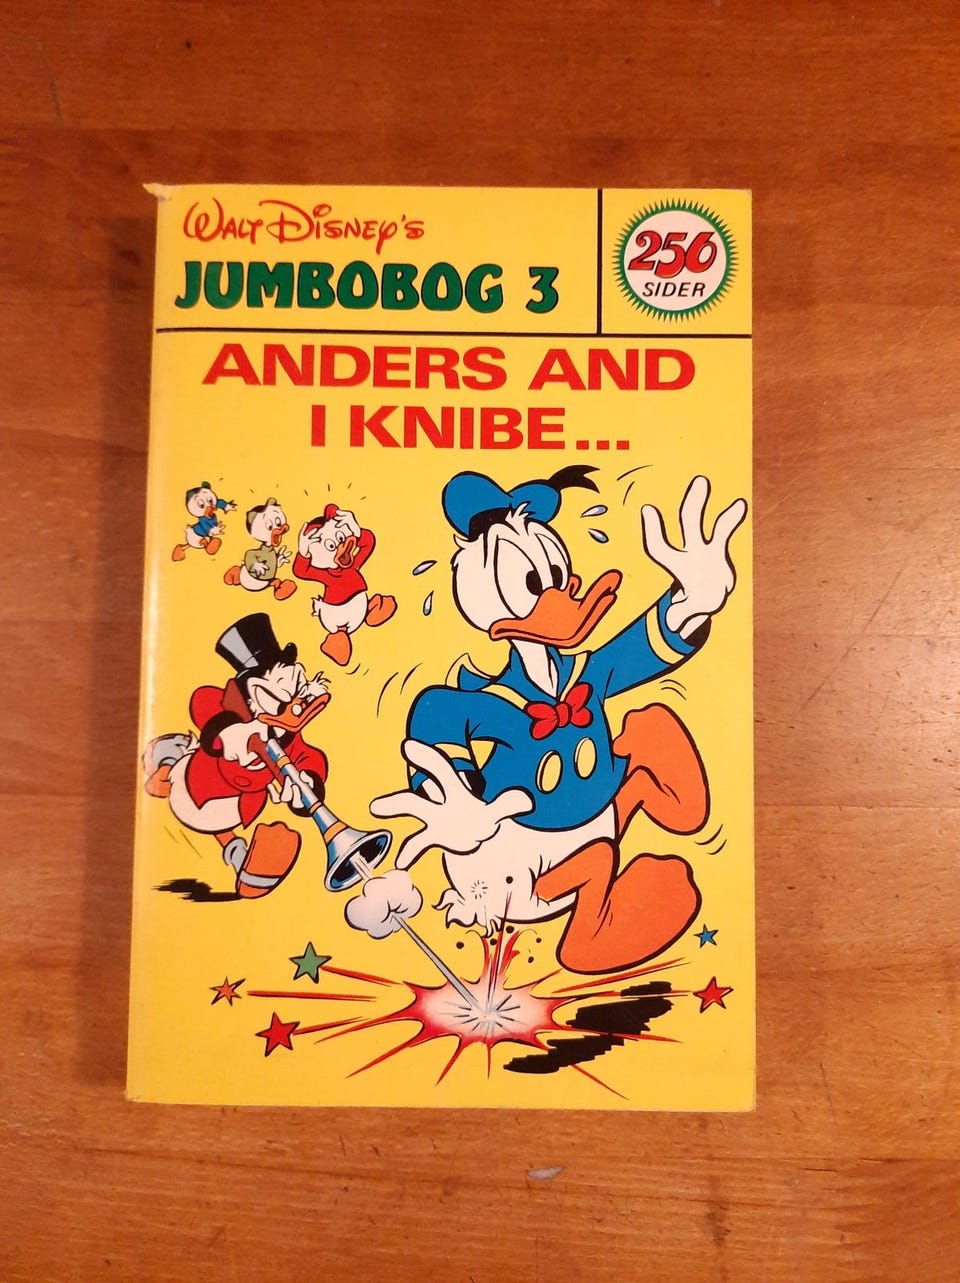 WALT DISNEY'S
JUMBOBOG 3
256
SIDER
ANDERS AND
I KNIBE...